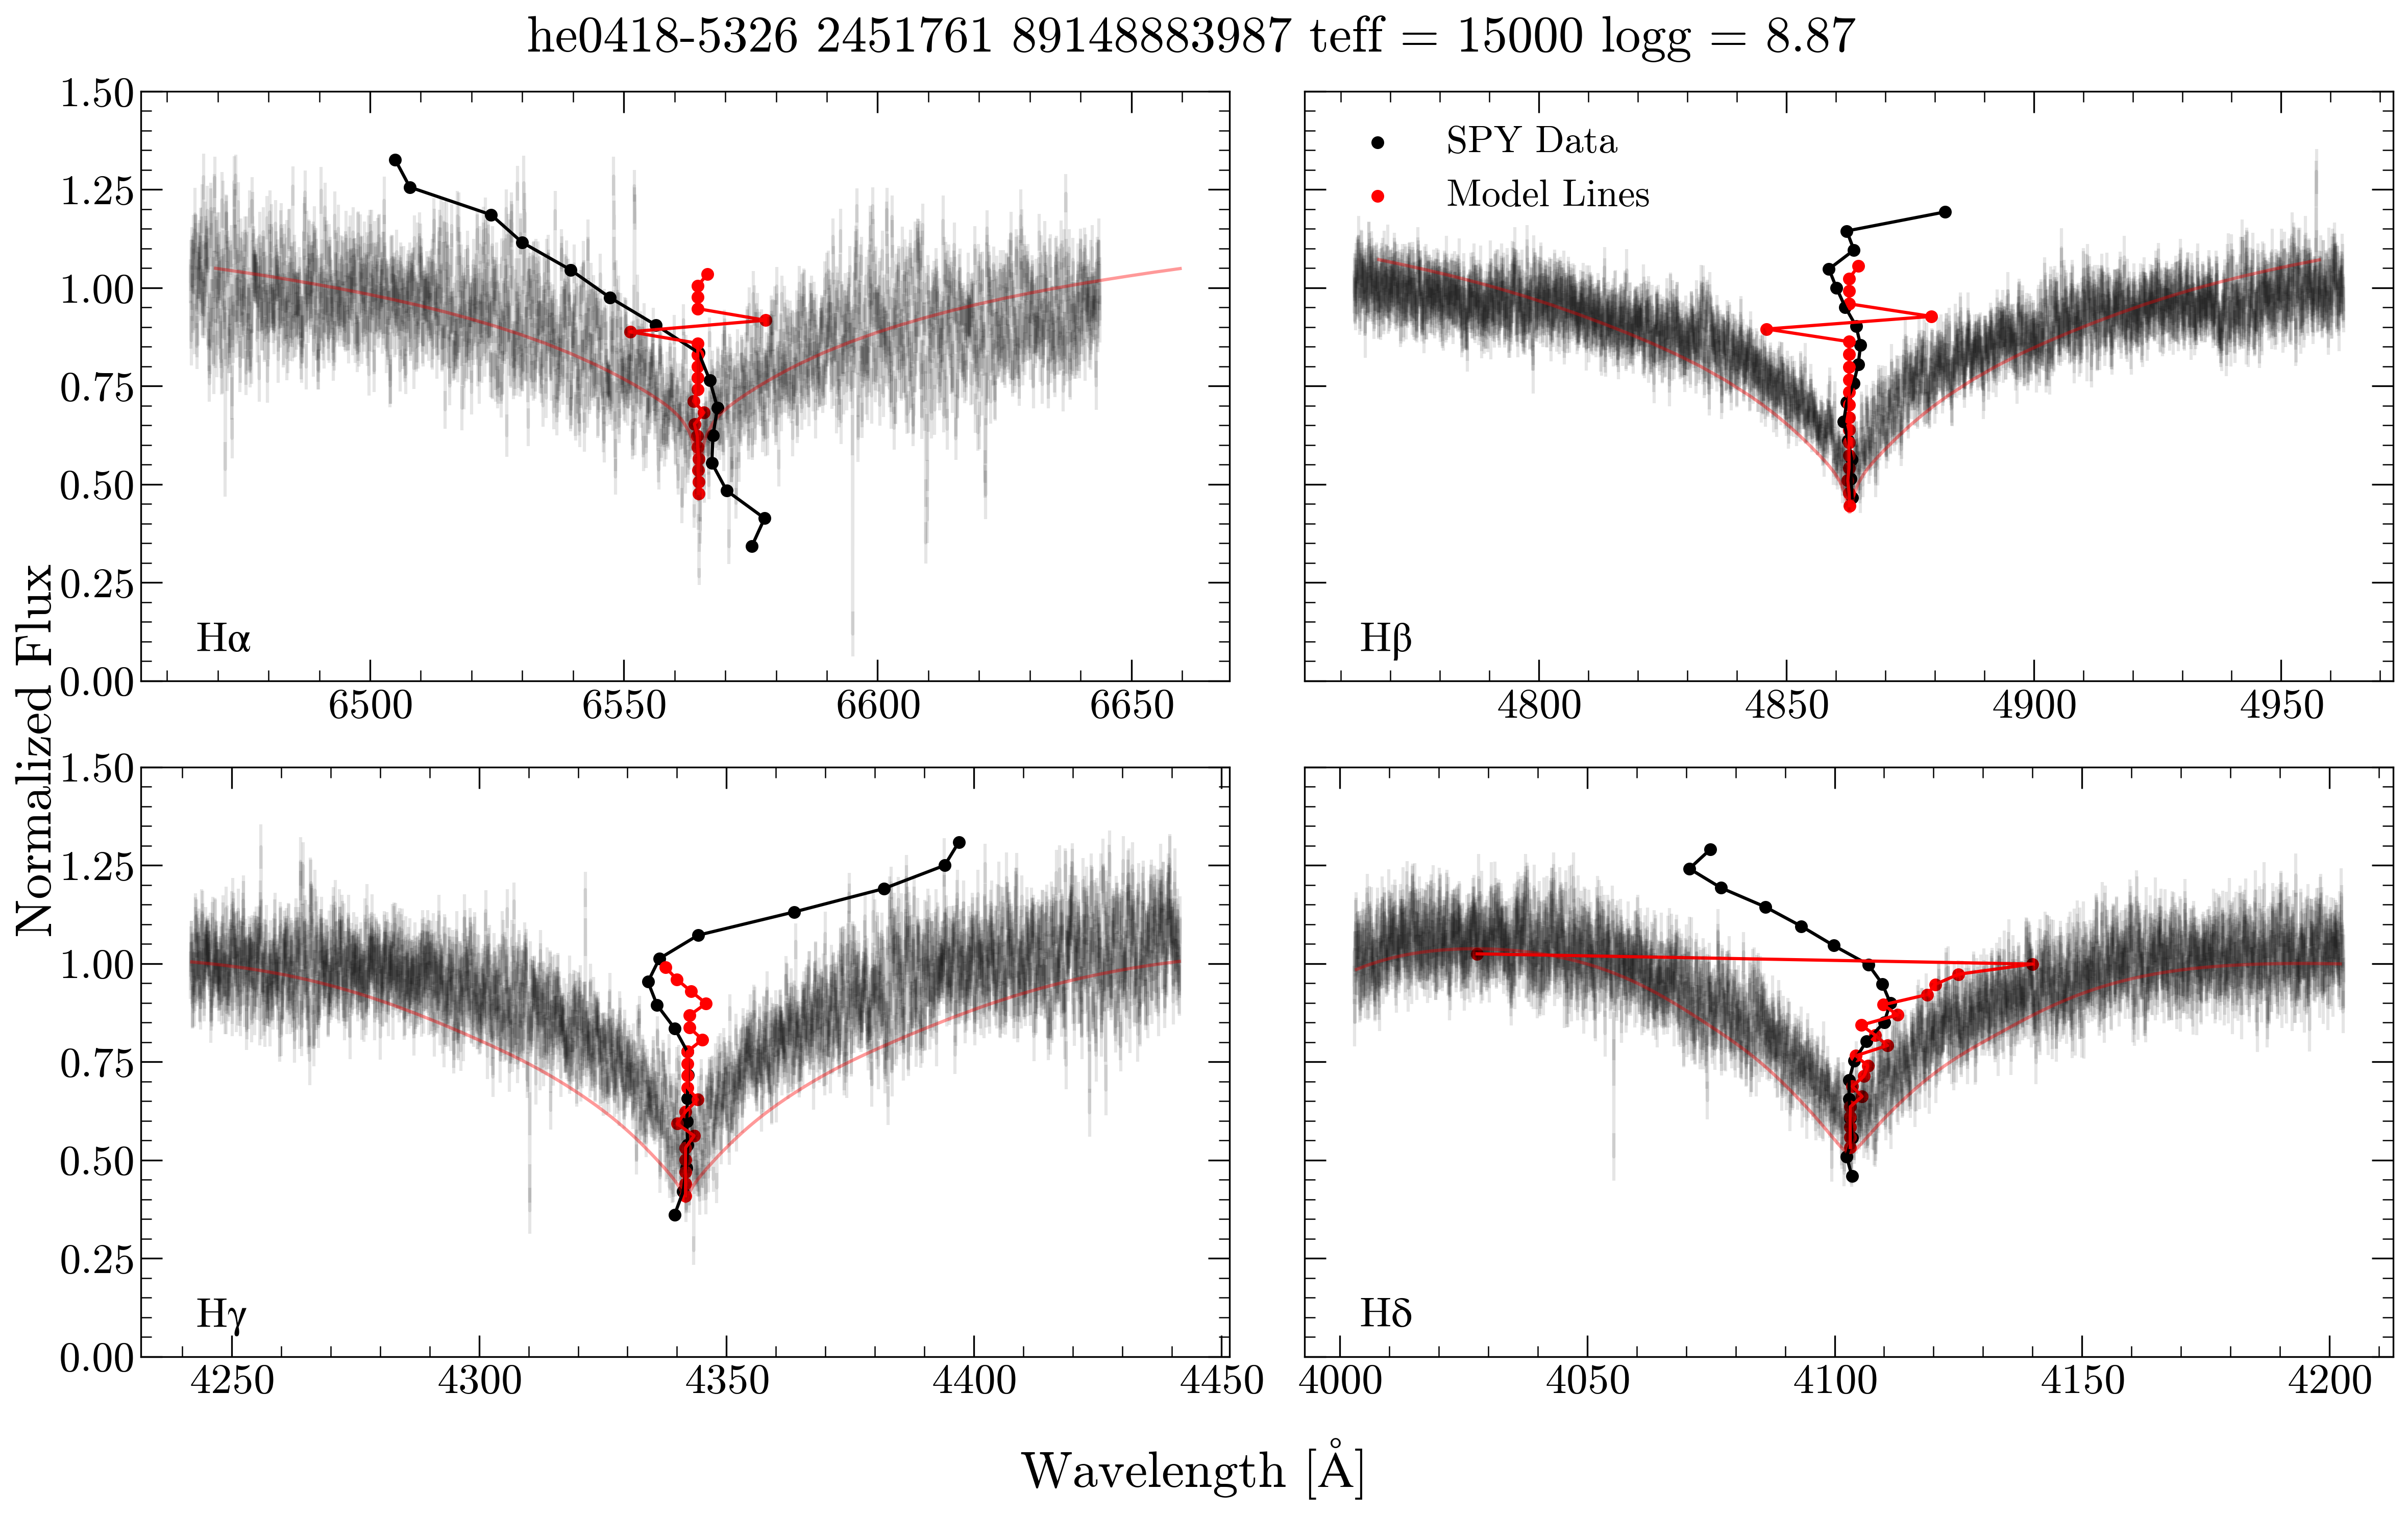 he0418-5326 2451761 89148883987 teff = 15000 logg = 8.87
1.50
1.25
1.00
0.75
0.50
0.25
0.00
Hα
6500 6550 6600 6650
SPY Data
Model Lines
Hβ
4800 4850 4900 4950
Normalized Flux
1.50
1.25
1.00
0.75
0.50
0.25
0.00
Hγ
4250 4300 4350 4400 4450
Hδ
4000 4050 4100 4150 4200
Wavelength [Å]